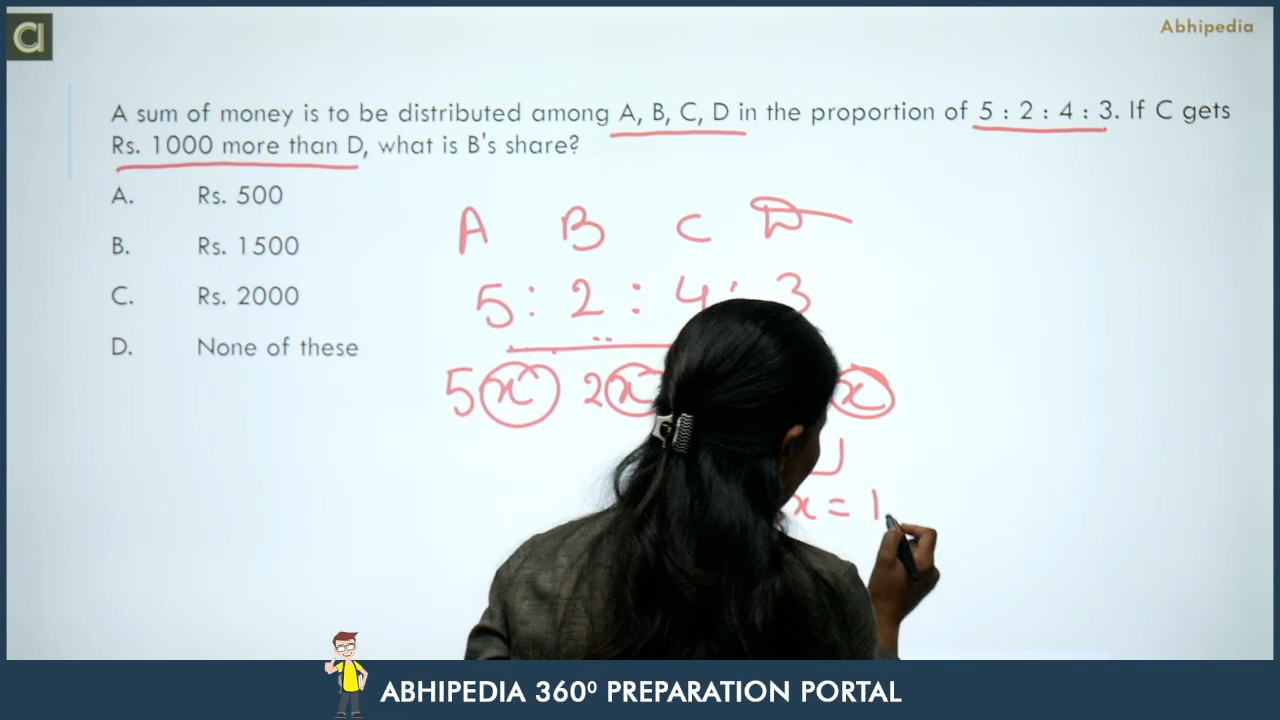 Abhipedia
A sum of money is to be distributed among A, B, C, D in the proportion of 5 : 2 : 4 : 3. If C gets
Rs. 1000 more than D, what is B's share?
A. Rs. 500
B. Rs. 1500
C. Rs. 2000
D. None of these
A B C D
5 : 2 : 4 : 3
5x 2x x
x = 1
ABHIPEDIA 360⁰ PREPARATION PORTAL